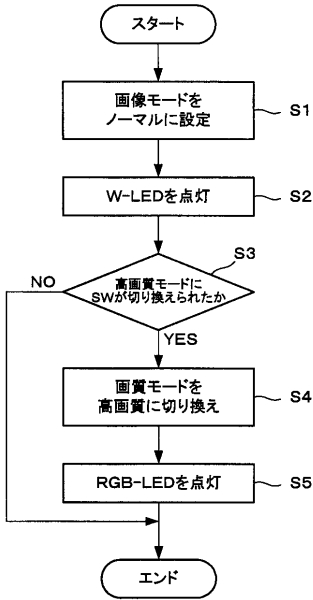 スタート
画像モードを
ノーマルに設定
S1
W-LEDを点灯
S2
S3
高画質モードに
SWが切り換えられたか
NO
YES
画質モードを
高画質に切り換え
S4
RGB-LEDを点灯
S5
エンド